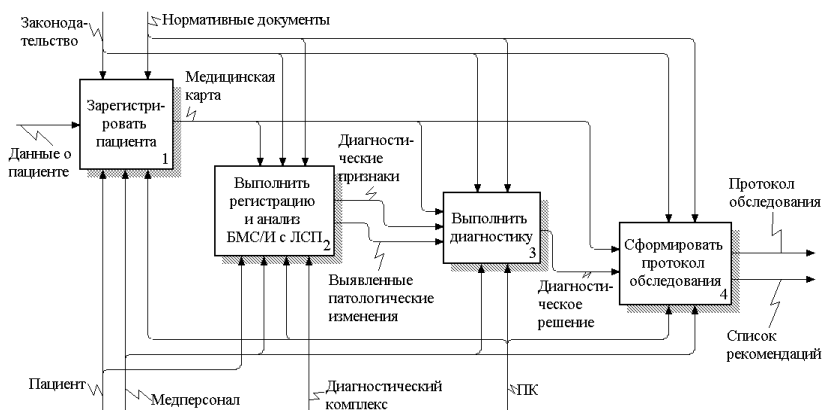 Законода-
тельство
Нормативные документы
Медицинская
карта
Зарегистри-
ровать
пациента
1
Данные о
пациенте
Диагности-
ческие
признаки
Выполнить
регистрацию
и анализ
БМС/И с ЛСП
2
Выполнить
диагностику
3
Протокол
обследования
Сформировать
протокол
обследования
4
Выявленные
патологические
изменения
Диагности-
ческое
решение
Список
рекомендаций
Пациент
Медперсонал
Диагностический
комплекс
ПК